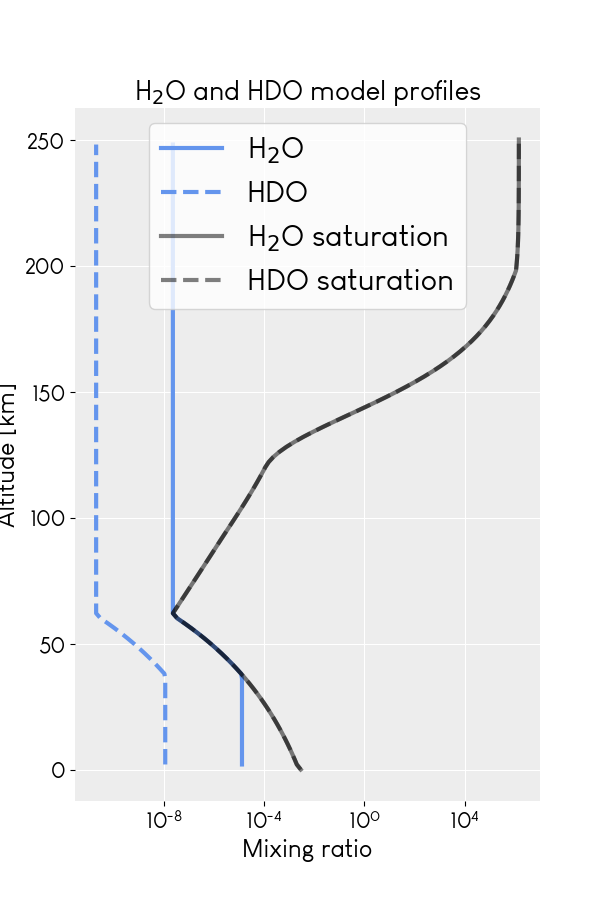 H₂O and HDO model profiles
H₂O
HDO
H₂O saturation
HDO saturation
Altitude [km]
250
200
150
100
50
0
10⁻⁸ 10⁻⁴ 10⁰ 10⁴
Mixing ratio